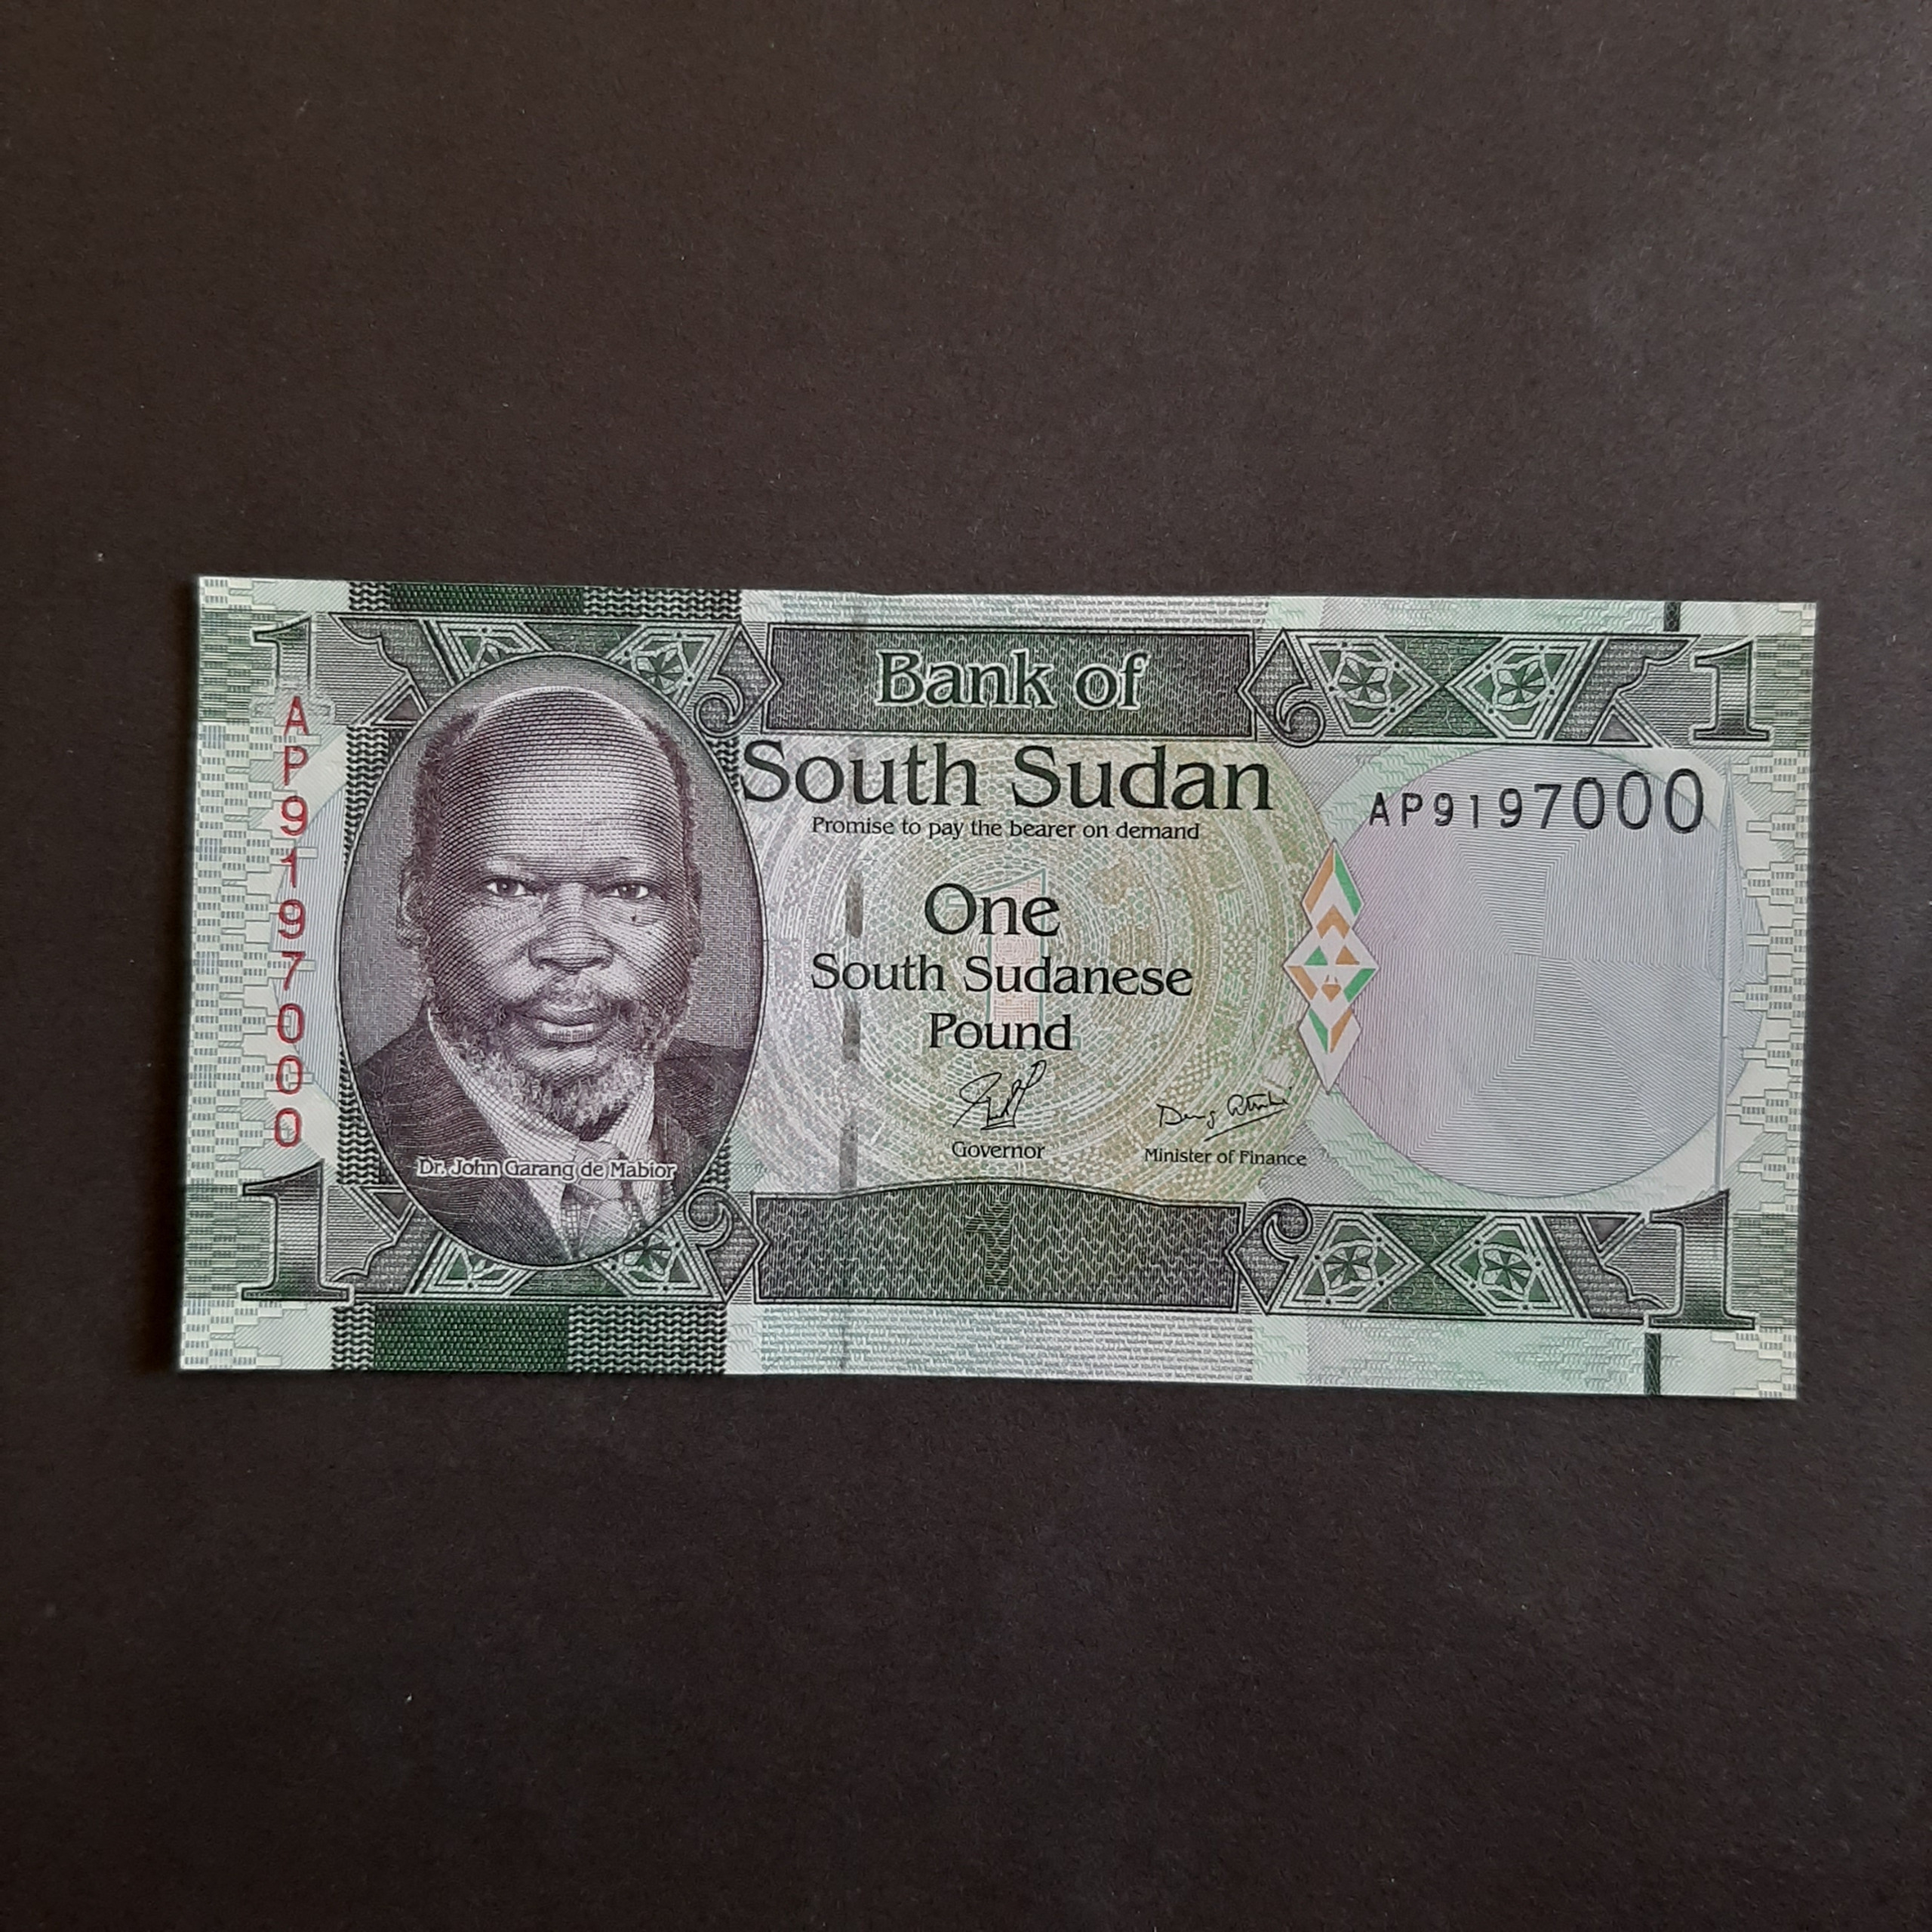 1
1
Bank of
South Sudan
Promise to pay the bearer on demand
AP9197000
AP9197000
One
South Sudanese
Pound
1
Governor
Minister of Finance
Dr. John Garang de Mabior
1
1